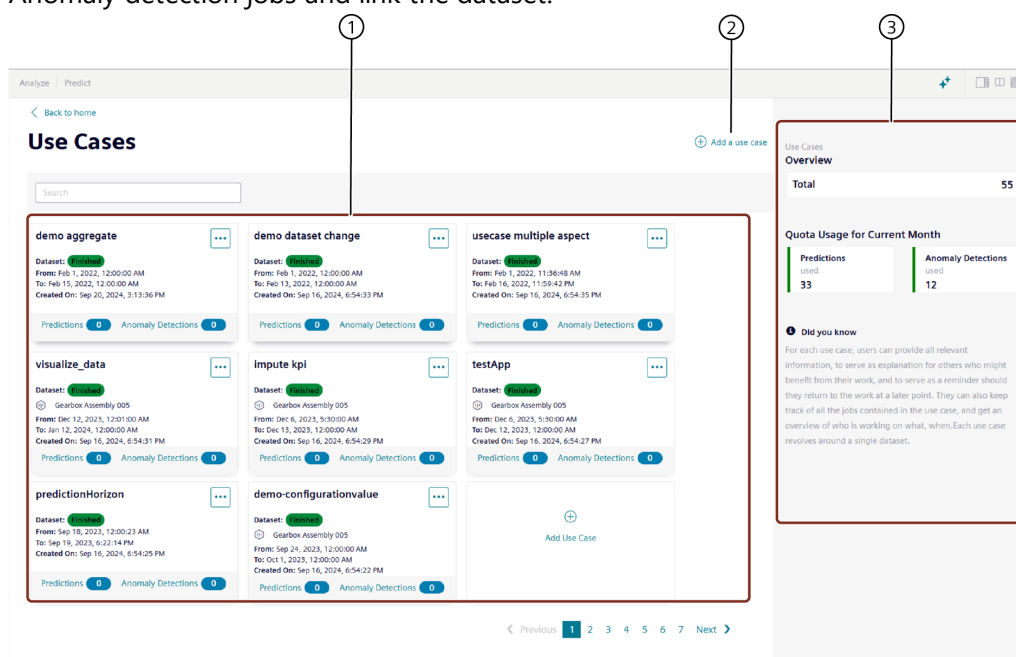 Anomaly detection jobs and link the dataset.
1 2 3
Analyze / Predict
Back to home
Use Cases
Add a use case
Search
demo aggregate
Dataset: Finished
From: Feb 1, 2022, 12:00:00 AM
To: Feb 15, 2022, 12:00:00 AM
Created On: Sep 20, 2024, 3:13:36 PM
Predictions 0 Anomaly Detections 0
demo dataset change
Dataset: Finished
From: Feb 1, 2022, 12:00:00 AM
To: Feb 13, 2022, 12:00:00 AM
Created On: Sep 16, 2024, 6:54:33 PM
Predictions 0 Anomaly Detections 0
usecase multiple aspect
Dataset: Finished
From: Feb 1, 2022, 11:36:48 AM
To: Feb 16, 2022, 11:59:42 PM
Created On: Sep 16, 2024, 6:54:35 PM
Predictions 0 Anomaly Detections 0
visualize_data
Dataset: Finished
Gearbox Assembly 005
From: Dec 12, 2023, 12:01:00 AM
To: Jan 12, 2024, 12:00:00 AM
Created On: Sep 16, 2024, 6:54:31 PM
Predictions 0 Anomaly Detections 0
impute kpi
Dataset: Finished
Gearbox Assembly 005
From: Dec 6, 2023, 5:30:00 AM
To: Dec 13, 2023, 12:00:00 AM
Created On: Sep 16, 2024, 6:54:29 PM
Predictions 0 Anomaly Detections 0
testApp
Dataset: Finished
Gearbox Assembly 005
From: Dec 6, 2023, 5:30:00 AM
To: Dec 12, 2023, 12:00:00 AM
Created On: Sep 16, 2024, 6:54:27 PM
Predictions 0 Anomaly Detections 0
predictionHorizon
Dataset: Finished
From: Sep 18, 2023, 12:00:23 AM
To: Sep 19, 2023, 6:22:14 PM
Created On: Sep 16, 2024, 6:54:25 PM
Predictions 0 Anomaly Detections 0
demo-configurationvalue
Dataset: Finished
Gearbox Assembly 005
From: Sep 24, 2023, 12:00:00 AM
To: Oct 1, 2023, 12:00:00 AM
Created On: Sep 16, 2024, 6:54:22 PM
Predictions 0 Anomaly Detections 0
Add Use Case
Previous 1 2 3 4 5 6 7 Next
Use Cases
Overview
Total 55
Quota Usage for Current Month
Predictions
used
33
Anomaly Detections
used
12
Did you know
For each use case, users can provide all relevant
information, to serve as explanation for others who might
benefit from their work, and to serve as a reminder should
they return to the work at a later point. They can also keep
track of all the jobs contained in the use case, and get an
overview of who is working on what, when.Each use case
revolves around a single dataset.